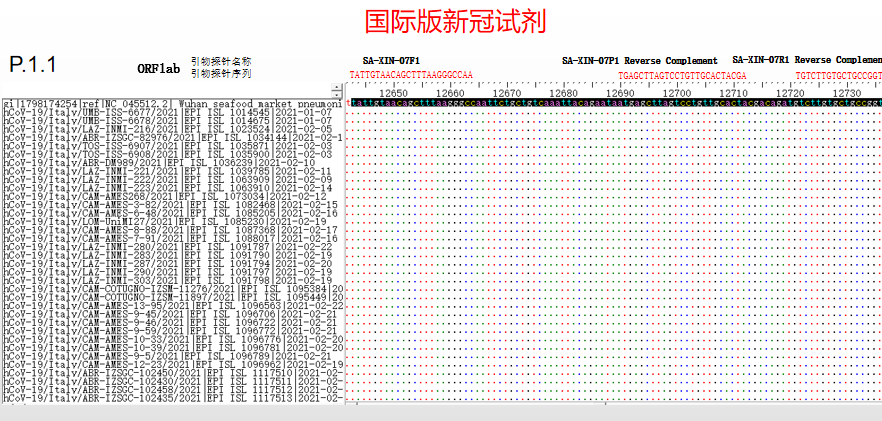 国际版新冠试剂
P.1.1
ORF1ab
引物探针名称
引物探针序列
SA-XIN-07F1
SA-XIN-07P1 Reverse Complement
SA-XIN-07R1 Reverse Complemen
TATTGTAACAGCTTTAAGGGCCAA
TGAGCTTAGTCCTGTTGCACTACGA
TCTTGTGCTGCCGGT
12650 12660 12670 12680 12690 12700 12710 12720 12730
gi|1798174254|ref|NC 045512.2| Wuhan seafood market pneumoni
tattgtaacagctttaagggccaattctgctgtcaaattacagaataatgagcttagtcctgttgcactacgacagatgtcttgtgctgccggt
hCoV-19/Italy/UMB-ISS-6677/2021|EPI ISL 1014545|2021-01-07
hCoV-19/Italy/UMB-ISS-6678/2021|EPI ISL 1014675|2021-01-07
hCoV-19/Italy/LAZ-INMI-216/2021|EPI ISL 1023524|2021-02-05
hCoV-19/Italy/ABR-IZSGC-82976/2021|EPI ISL 1034144|2021-02-1
hCoV-19/Italy/TOS-ISS-6907/2021|EPI ISL 1035871|2021-02-03
hCoV-19/Italy/TOS-ISS-6908/2021|EPI ISL 1035900|2021-02-03
hCoV-19/Italy/ABR-DM989/2021|EPI ISL 1036239|2021-02-10
hCoV-19/Italy/LAZ-INMI-221/2021|EPI ISL 1039785|2021-02-11
hCoV-19/Italy/LAZ-INMI-222/2021|EPI ISL 1063909|2021-02-09
hCoV-19/Italy/LAZ-INMI-223/2021|EPI ISL 1063910|2021-02-14
hCoV-19/Italy/CAM-AMES268/2021|EPI ISL 1073034|2021-02-12
hCoV-19/Italy/CAM-AMES-3-82/2021|EPI ISL 1082468|2021-02-15
hCoV-19/Italy/CAM-AMES-6-48/2021|EPI ISL 1085205|2021-02-16
hCoV-19/Italy/LOM-UniMI27/2021|EPI ISL 1085230|2021-02-19
hCoV-19/Italy/CAM-AMES-8-88/2021|EPI ISL 1087368|2021-02-17
hCoV-19/Italy/CAM-AMES-7-91/2021|EPI ISL 1088017|2021-02-16
hCoV-19/Italy/LAZ-INMI-280/2021|EPI ISL 1091787|2021-02-22
hCoV-19/Italy/LAZ-INMI-283/2021|EPI ISL 1091790|2021-02-19
hCoV-19/Italy/LAZ-INMI-287/2021|EPI ISL 1091794|2021-02-20
hCoV-19/Italy/LAZ-INMI-290/2021|EPI ISL 1091797|2021-02-19
hCoV-19/Italy/LAZ-INMI-303/2021|EPI ISL 1091798|2021-02-19
hCoV-19/Italy/CAM-COTUGNO-IZSM-11276/2021|EPI ISL 1095384|20
hCoV-19/Italy/CAM-COTUGNO-IZSM-11897/2021|EPI ISL 1095449|20
hCoV-19/Italy/CAM-AMES-13-95/2021|EPI ISL 1096563|2021-02-22
hCoV-19/Italy/CAM-AMES-9-45/2021|EPI ISL 1096706|2021-02-21
hCoV-19/Italy/CAM-AMES-9-46/2021|EPI ISL 1096722|2021-02-21
hCoV-19/Italy/CAM-AMES-9-59/2021|EPI ISL 1096772|2021-02-21
hCoV-19/Italy/CAM-AMES-10-33/2021|EPI ISL 1096776|2021-02-20
hCoV-19/Italy/CAM-AMES-10-39/2021|EPI ISL 1096781|2021-02-20
hCoV-19/Italy/CAM-AMES-9-5/2021|EPI ISL 1096789|2021-02-21
hCoV-19/Italy/CAM-AMES-12-23/2021|EPI ISL 1096962|2021-02-19
hCoV-19/Italy/ABR-IZSGC-102450/2021|EPI ISL 1117510|2021-02-
hCoV-19/Italy/ABR-IZSGC-102430/2021|EPI ISL 1117511|2021-02-
hCoV-19/Italy/ABR-IZSGC-102458/2021|EPI ISL 1117512|2021-02-
hCoV-19/Italy/ABR-IZSGC-102435/2021|EPI ISL 1117513|2021-02-